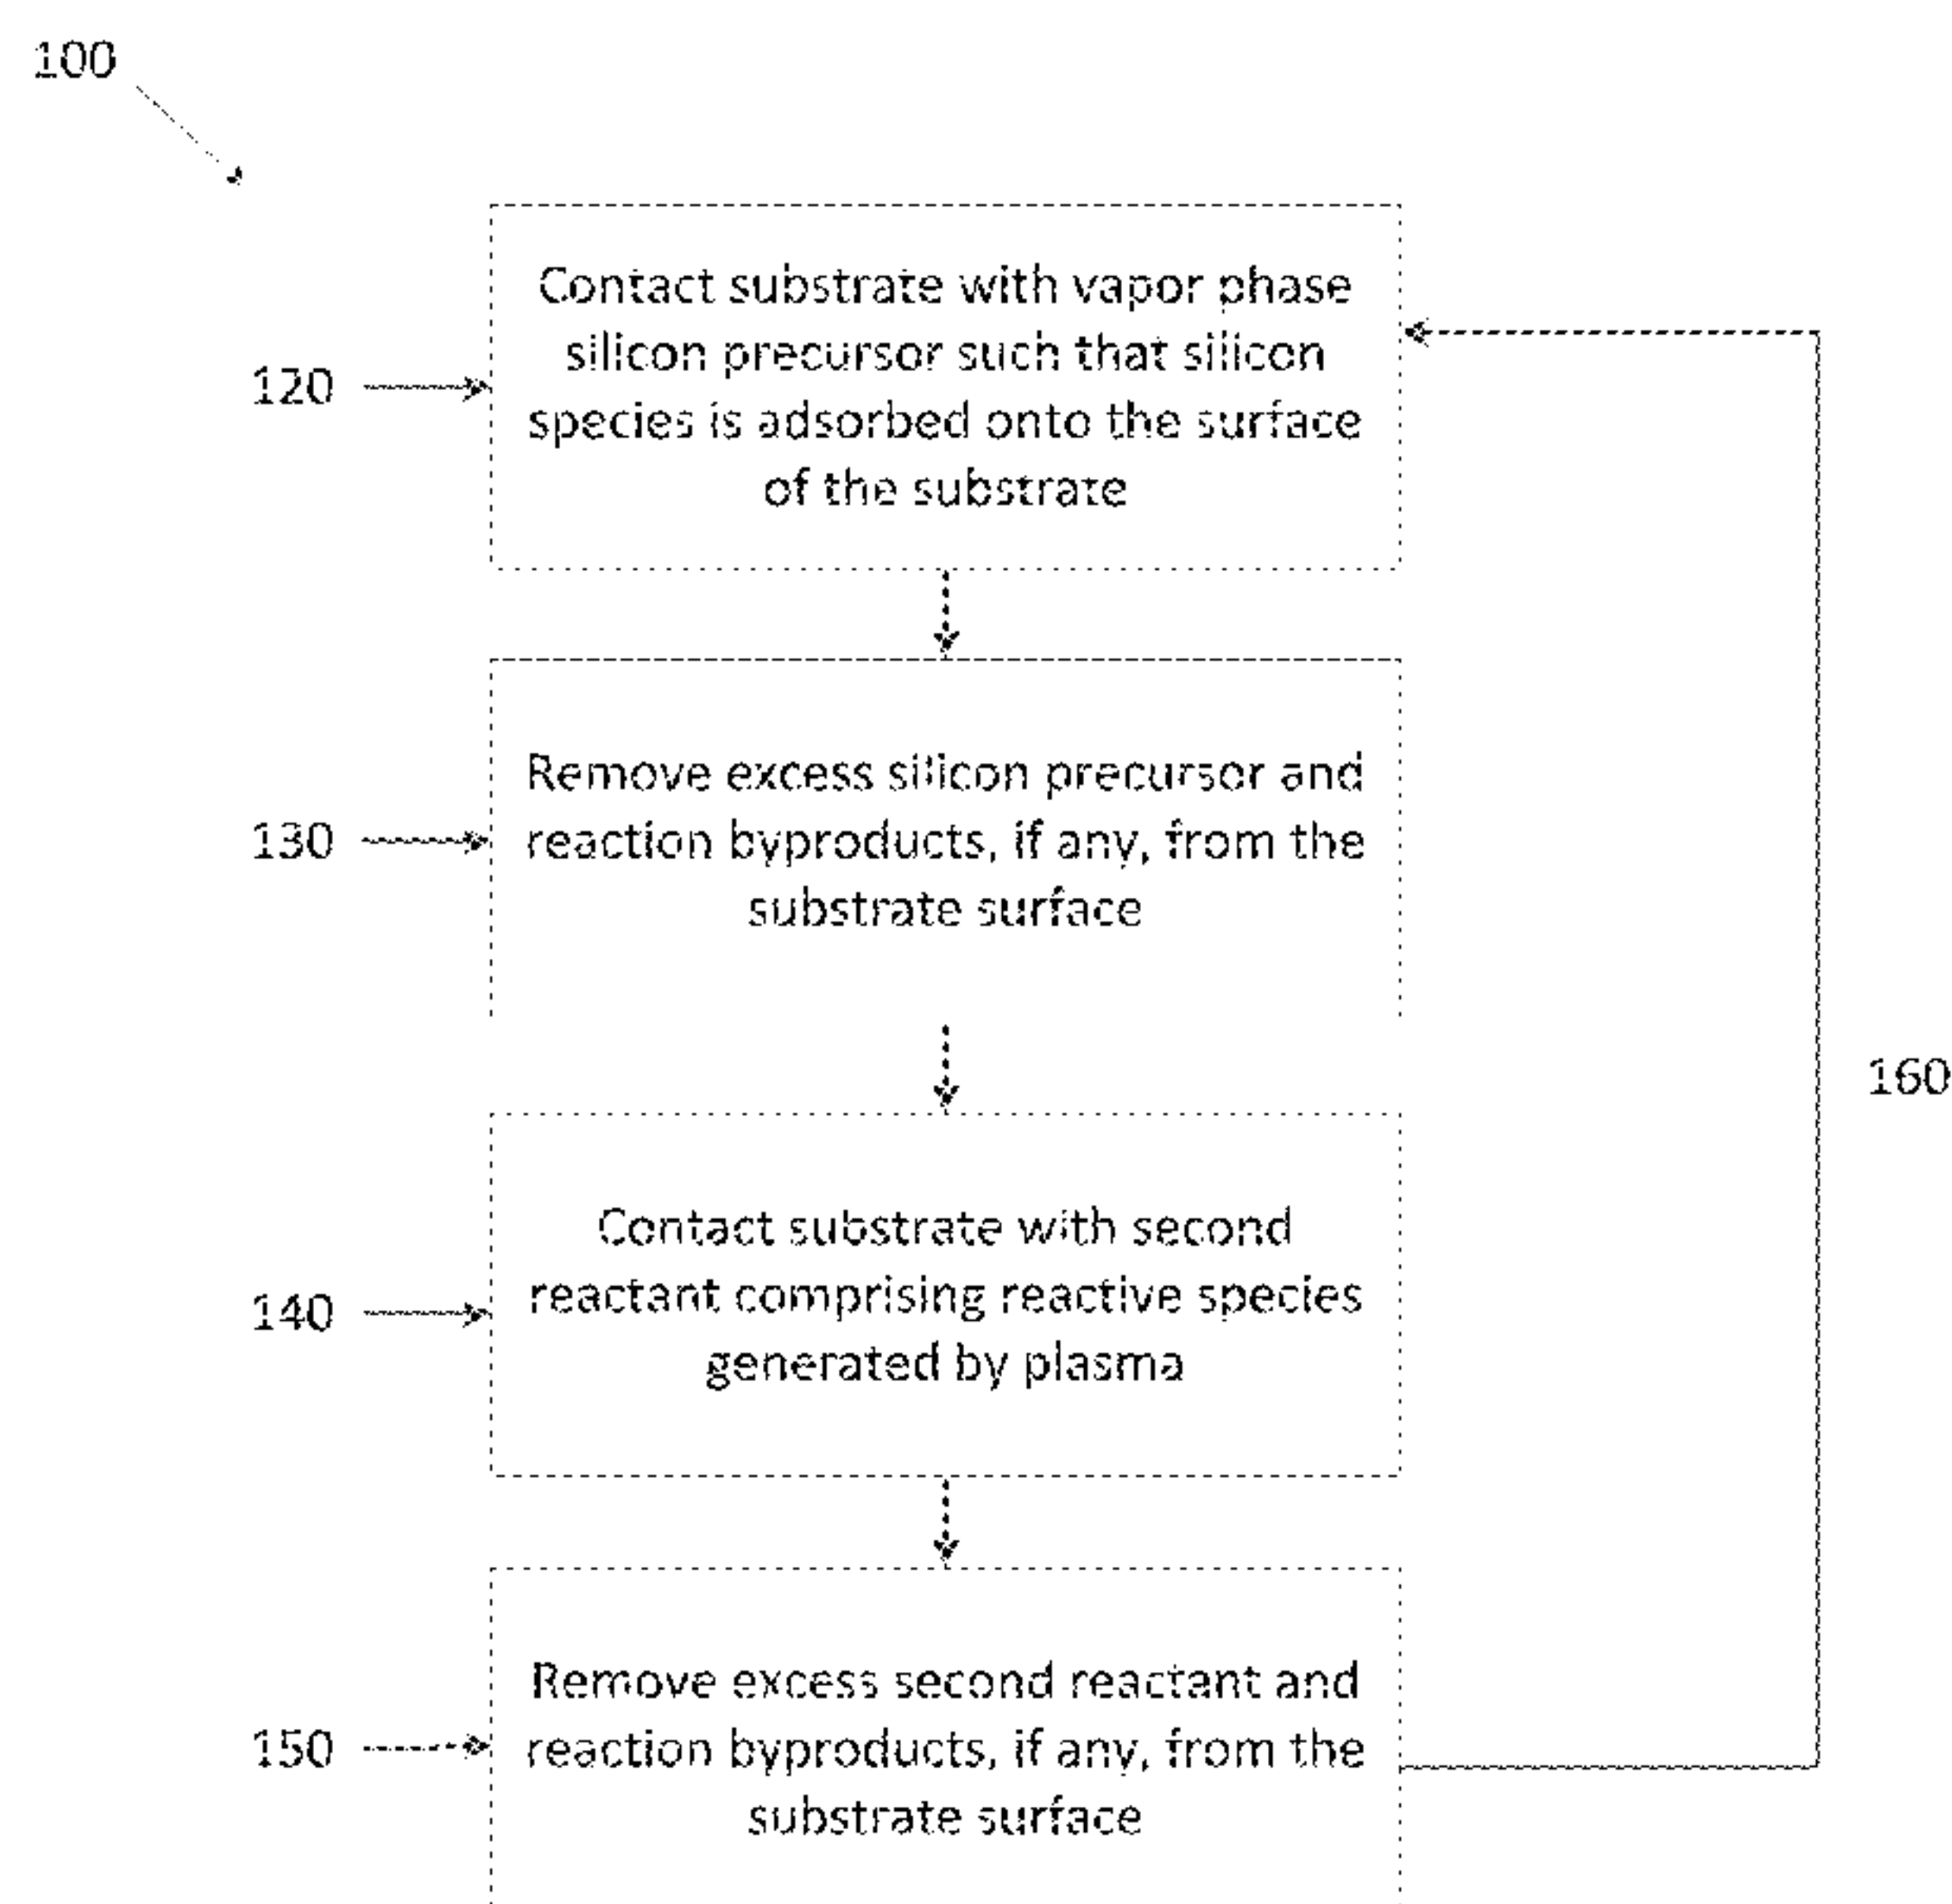 100
Contact substrate with vapor phase
silicon precursor such that silicon
species is adsorbed onto the surface
of the substrate
120
Remove excess silicon precursor and
reaction byproducts, if any, from the
substrate surface
130
160
Contact substrate with second
reactant comprising reactive species
generated by plasma
140
Remove excess second reactant and
reaction byproducts, if any, from the
substrate surface
150